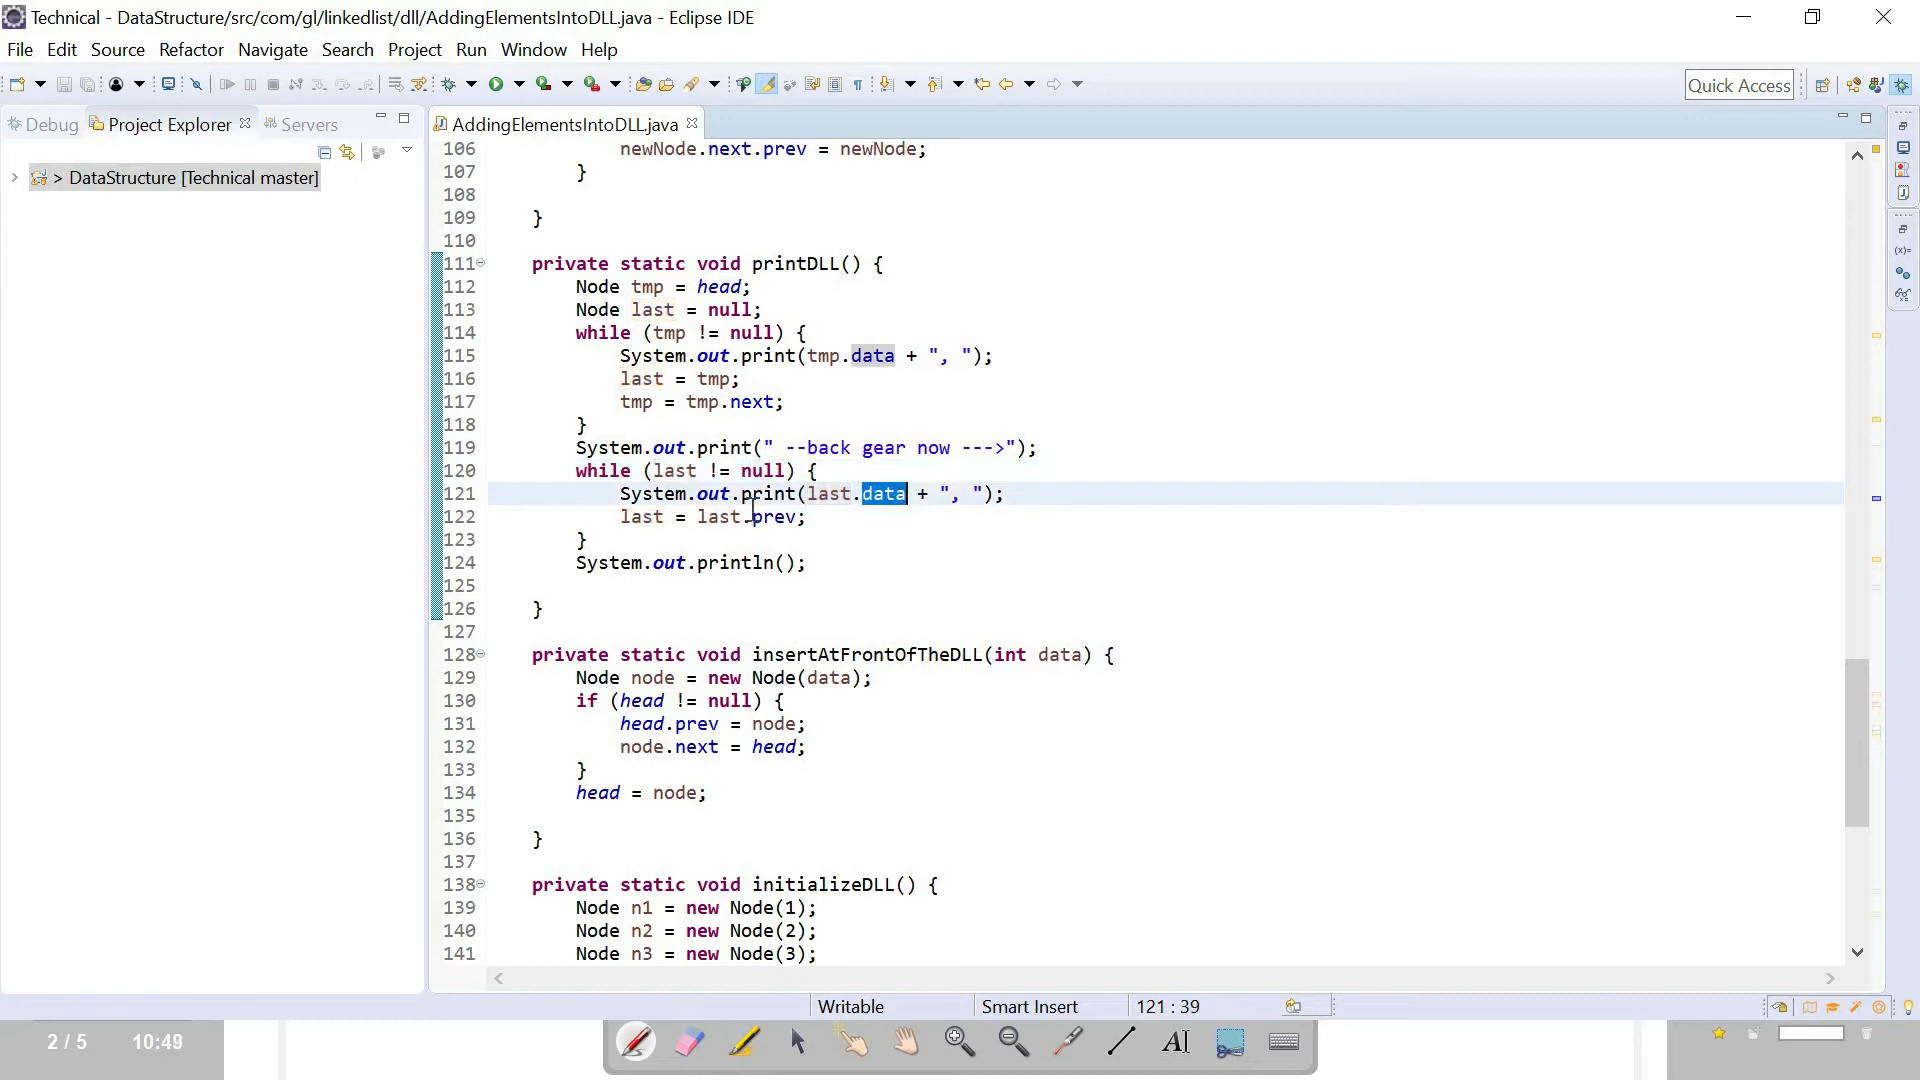 Technical - DataStructure/src/com/gl/linkedlist/dll/AddingElementsIntoDLL.java - Eclipse IDE
File Edit Source Refactor Navigate Search Project Run Window Help
Quick Access
Debug Project Explorer Servers
AddingElementsIntoDLL.java
> DataStructure [Technical master]
106 newNode.next.prev = newNode;
107 }
108
109 }
110
111 private static void printDLL() {
112 Node tmp = head;
113 Node last = null;
114 while (tmp != null) {
115 System.out.print(tmp.data + ", ");
116 last = tmp;
117 tmp = tmp.next;
118 }
119 System.out.print(" --back gear now --->");
120 while (last != null) {
121 System.out.print(last.data + ", ");
122 last = last.prev;
123 }
124 System.out.println();
125
126 }
127
128 private static void insertAtFrontOfTheDLL(int data) {
129 Node node = new Node(data);
130 if (head != null) {
131 head.prev = node;
132 node.next = head;
133 }
134 head = node;
135
136 }
137
138 private static void initializeDLL() {
139 Node n1 = new Node(1);
140 Node n2 = new Node(2);
141 Node n3 = new Node(3);
Writable Smart Insert 121 : 39
2 / 5 10:49